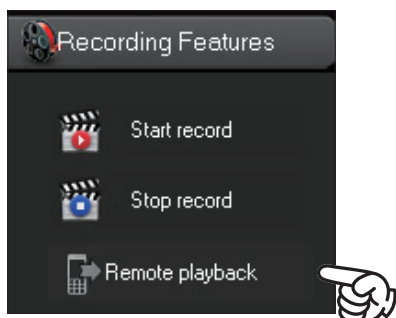 Recording Features
Start record
Stop record
Remote playback